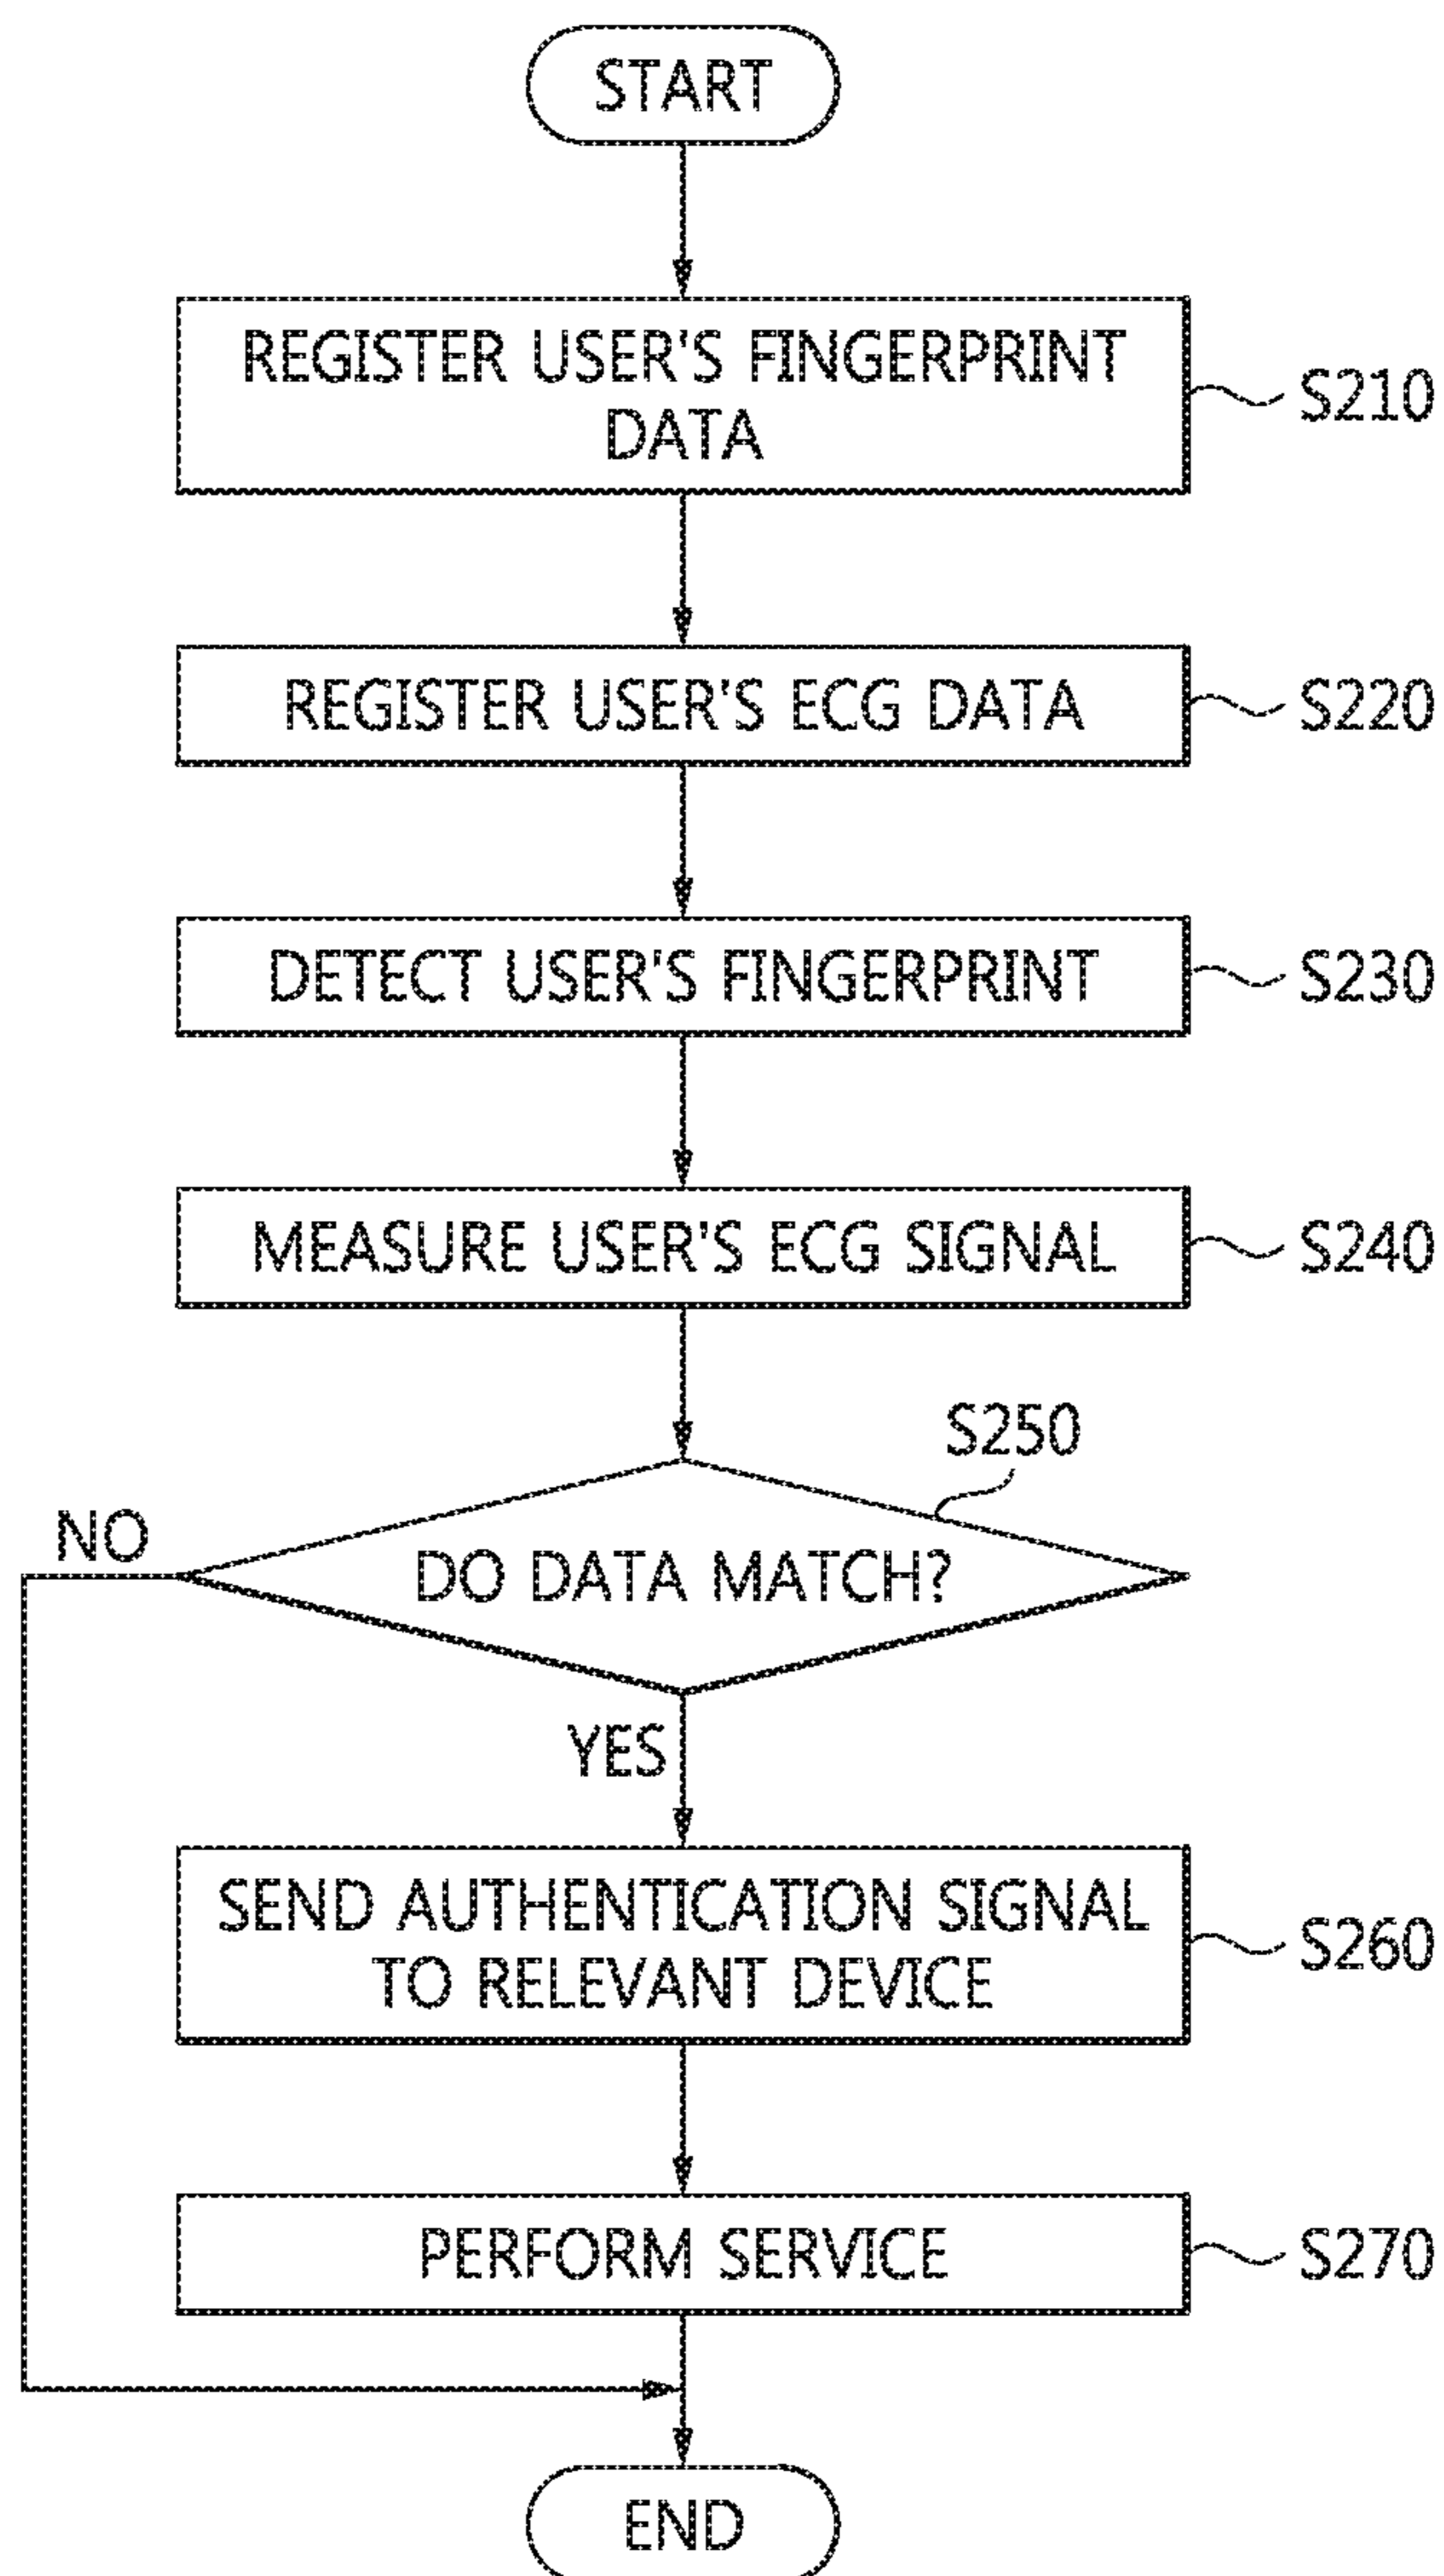 START
REGISTER USER'S FINGERPRINT
DATA
S210
REGISTER USER'S ECG DATA
S220
DETECT USER'S FINGERPRINT
S230
MEASURE USER'S ECG SIGNAL
S240
S250
NO
DO DATA MATCH?
YES
SEND AUTHENTICATION SIGNAL
TO RELEVANT DEVICE
S260
PERFORM SERVICE
S270
END